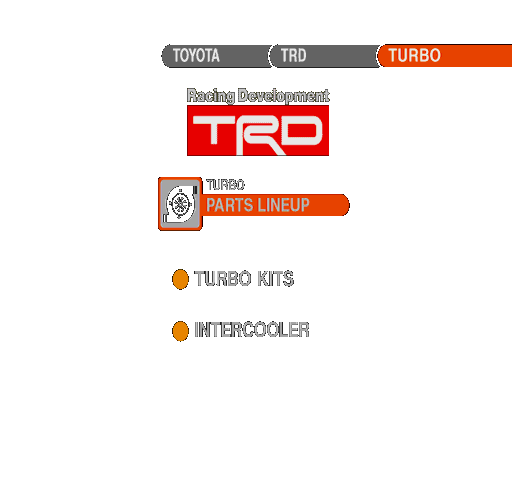 TOYOTA TRD TURBO
Racing Development
TRD
TURBO
PARTS LINEUP
TURBO KITS
INTERCOOLER